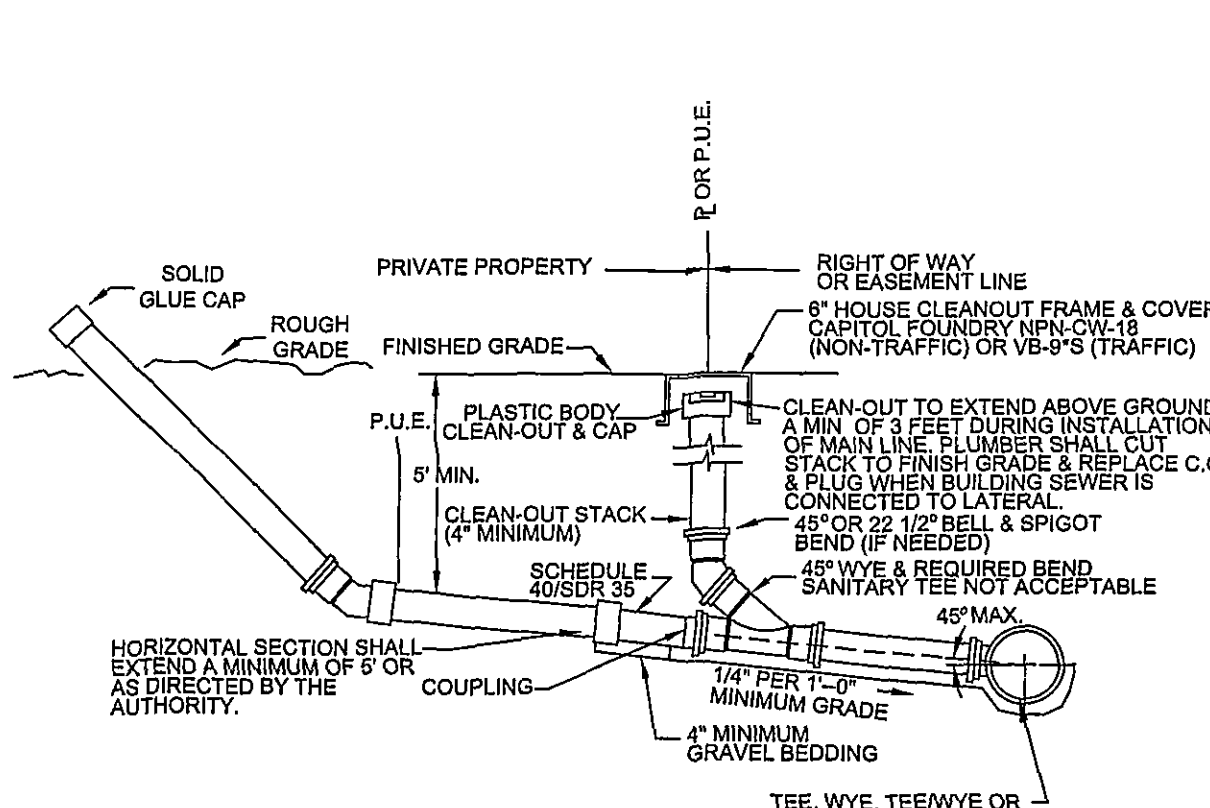 ℄ OR P.U.E.
PRIVATE PROPERTY
RIGHT OF WAY
OR EASEMENT LINE
SOLID
GLUE CAP
ROUGH
GRADE
FINISHED GRADE
6" HOUSE CLEANOUT FRAME & COVER
CAPITOL FOUNDRY NPN-CW-18
(NON-TRAFFIC) OR VB-9"S (TRAFFIC)
P.U.E.
PLASTIC BODY
CLEAN-OUT & CAP
CLEAN-OUT TO EXTEND ABOVE GROUND
A MIN OF 3 FEET DURING INSTALLATION
OF MAIN LINE. PLUMBER SHALL CUT
STACK TO FINISH GRADE & REPLACE C.O
& PLUG WHEN BUILDING SEWER IS
CONNECTED TO LATERAL.
5' MIN.
CLEAN-OUT STACK
(4" MINIMUM)
45° OR 22 1/2° BELL & SPIGOT
BEND (IF NEEDED)
SCHEDULE
40/SDR 35
45° WYE & REQUIRED BEND
SANITARY TEE NOT ACCEPTABLE
45° MAX.
HORIZONTAL SECTION SHALL
EXTEND A MINIMUM OF 5' OR
AS DIRECTED BY THE
AUTHORITY.
COUPLING
1/4" PER 1'-0"
MINIMUM GRADE
4" MINIMUM
GRAVEL BEDDING
TEE, WYE, TEE/WYE OR